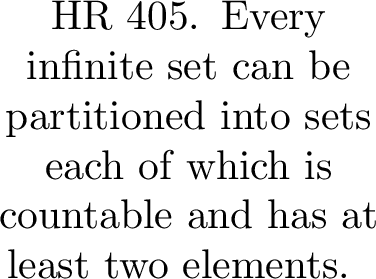 HR 405. Every
infinite set can be
partitioned into sets
each of which is
countable and has at
least two elements.